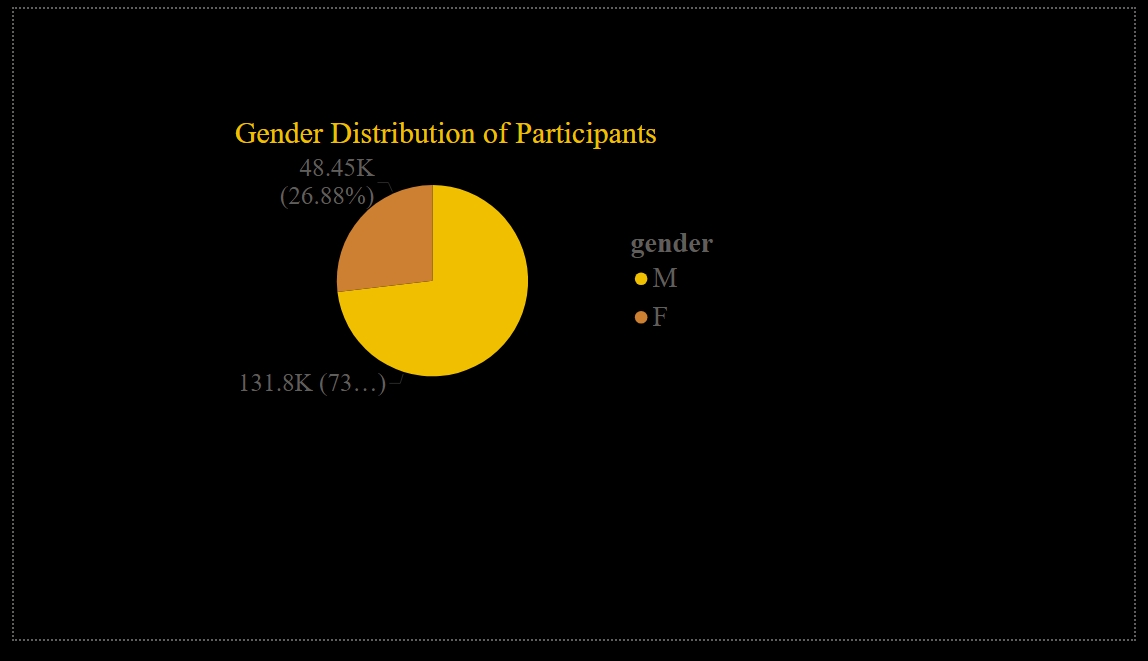 Gender Distribution of Participants
48.45K
(26.88%)
gender
M
F
131.8K (73…)